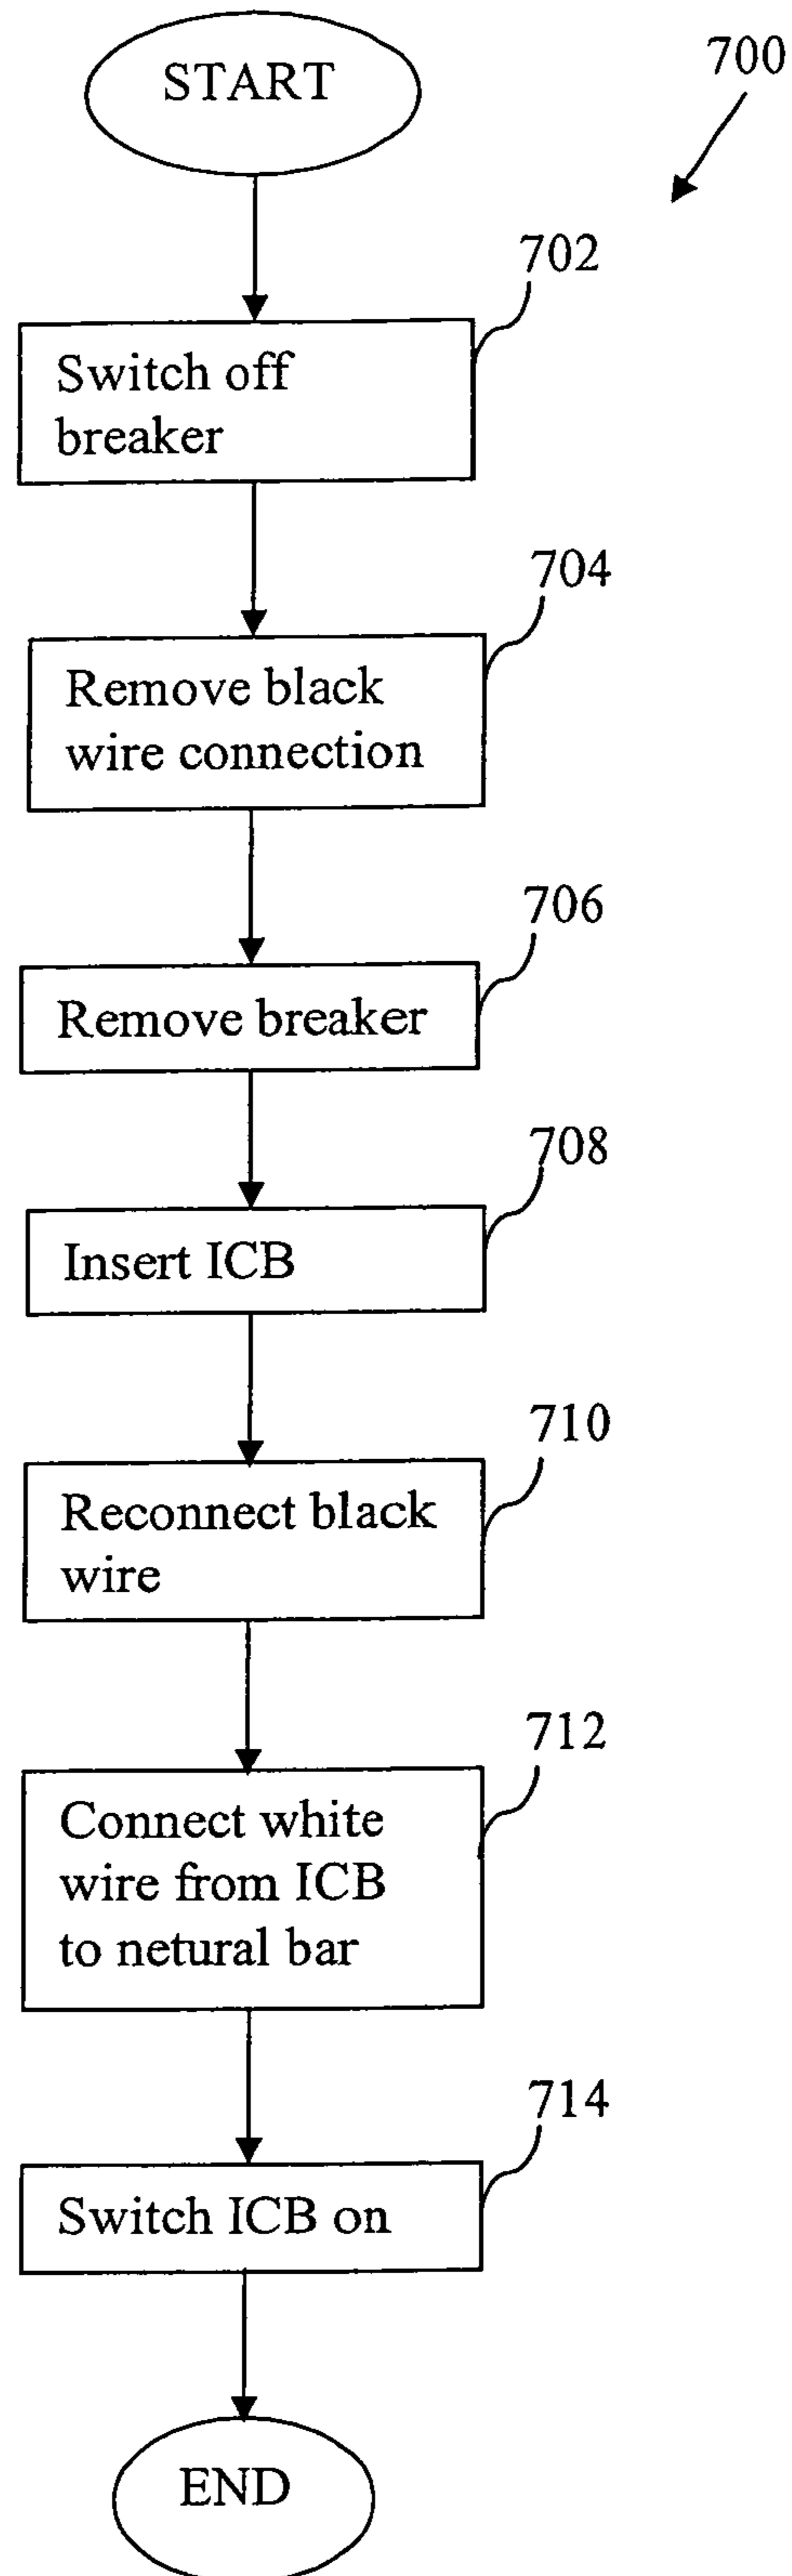 START
700
702
Switch off
breaker
704
Remove black
wire connection
706
Remove breaker
708
Insert ICB
710
Reconnect black
wire
712
Connect white
wire from ICB
to netural bar
714
Switch ICB on
END